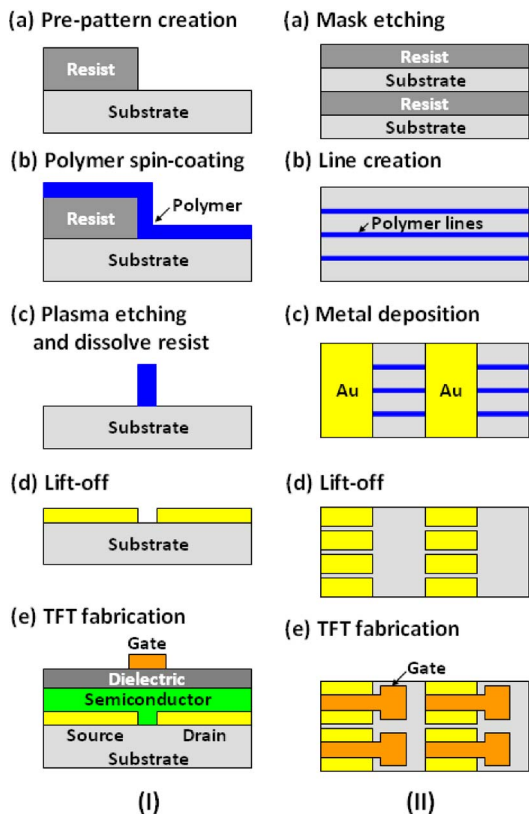 (a) Pre-pattern creation
Resist
Substrate
(b) Polymer spin-coating
Polymer
Resist
Substrate
(c) Plasma etching
and dissolve resist
Substrate
(d) Lift-off
Substrate
(e) TFT fabrication
Gate
Dielectric
Semiconductor
Source Drain
Substrate
(I)
(a) Mask etching
Resist
Substrate
Resist
Substrate
(b) Line creation
Polymer lines
(c) Metal deposition
Au Au
(d) Lift-off
(e) TFT fabrication
Gate
(II)